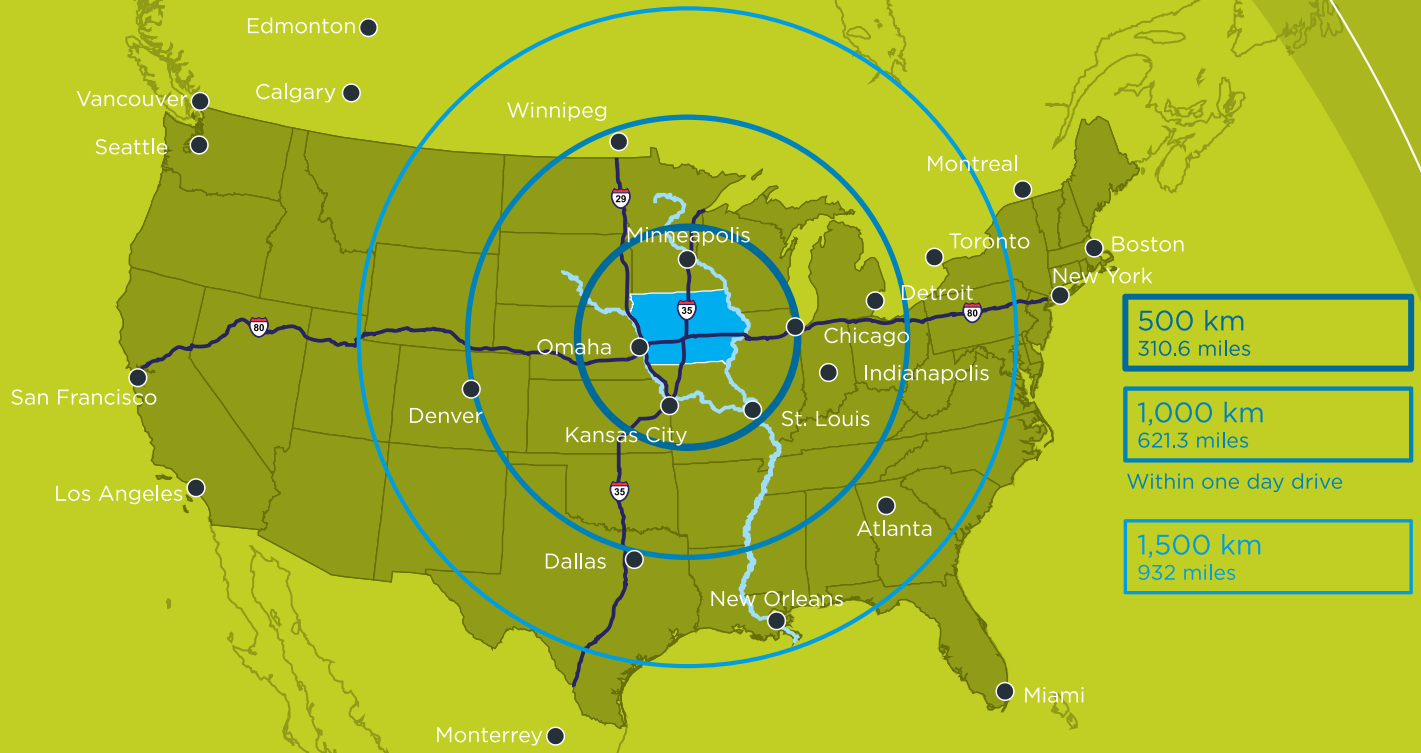 Edmonton
Calgary
Vancouver
Seattle
Winnipeg
Montreal
29
Minneapolis
Toronto
Boston
New York
Detroit
35
80
80
Chicago
Omaha
Indianapolis
San Francisco
Denver
St. Louis
Kansas City
Los Angeles
35
Atlanta
Dallas
New Orleans
Miami
Monterrey
500 km
310.6 miles
1,000 km
621.3 miles
Within one day drive
1,500 km
932 miles